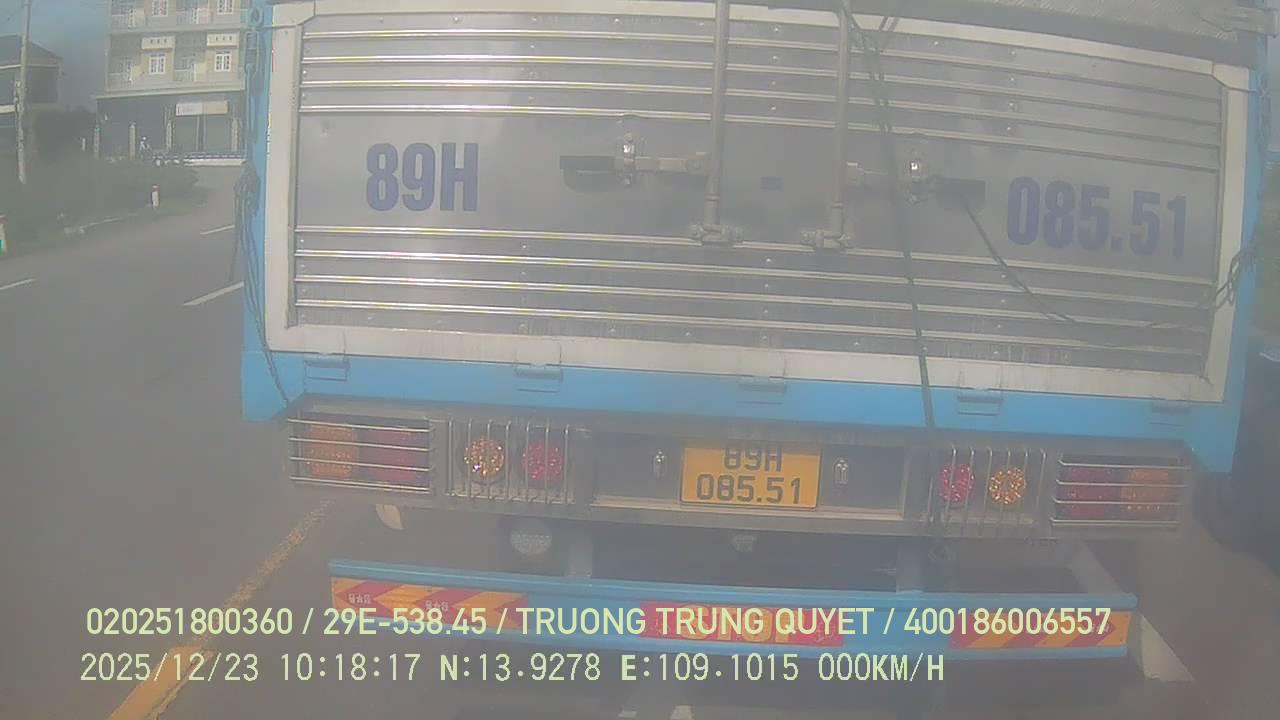 89H 085.51
89H
085.51
020251800360 / 29E-538.45 / TRUONG TRUNG QUYET / 400186006557
2025/12/23 10:18:17 N:13.9278 E:109.1015 000KM/H